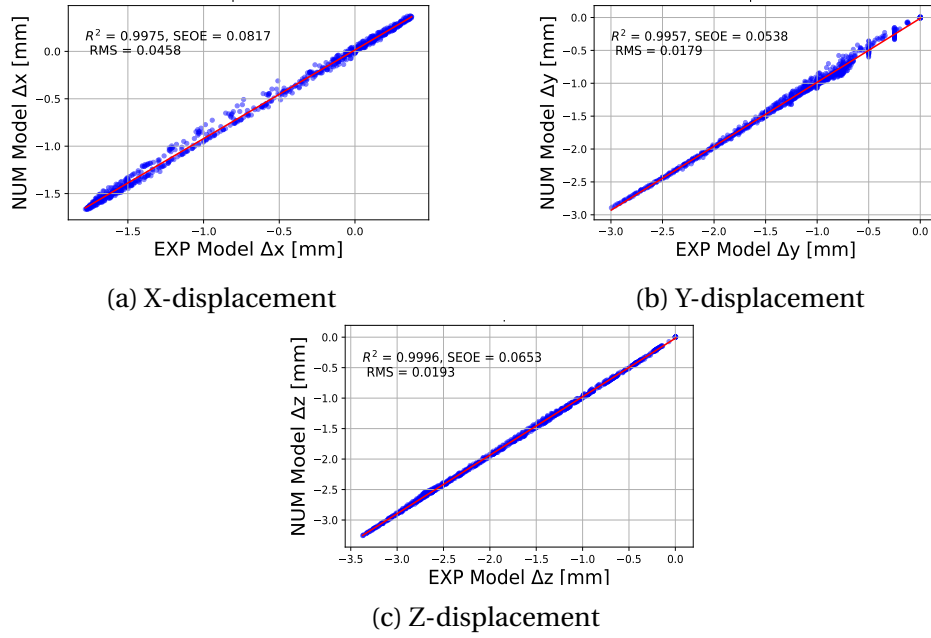 R² = 0.9975, SEOE = 0.0817
RMS = 0.0458
0.0
−0.5
−1.0
−1.5
NUM Model Δx [mm]
−1.5
−1.0
−0.5
0.0
EXP Model Δx [mm]
(a) X-displacement
R² = 0.9957, SEOE = 0.0538
RMS = 0.0179
0.0
−0.5
−1.0
−1.5
−2.0
−2.5
−3.0
NUM Model Δy [mm]
−3.0
−2.5
−2.0
−1.5
−1.0
−0.5
0.0
EXP Model Δy [mm]
(b) Y-displacement
R² = 0.9996, SEOE = 0.0653
RMS = 0.0193
0.0
−0.5
−1.0
−1.5
−2.0
−2.5
−3.0
NUM Model Δz [mm]
−3.5
−3.0
−2.5
−2.0
−1.5
−1.0
−0.5
0.0
EXP Model Δz [mm]
(c) Z-displacement